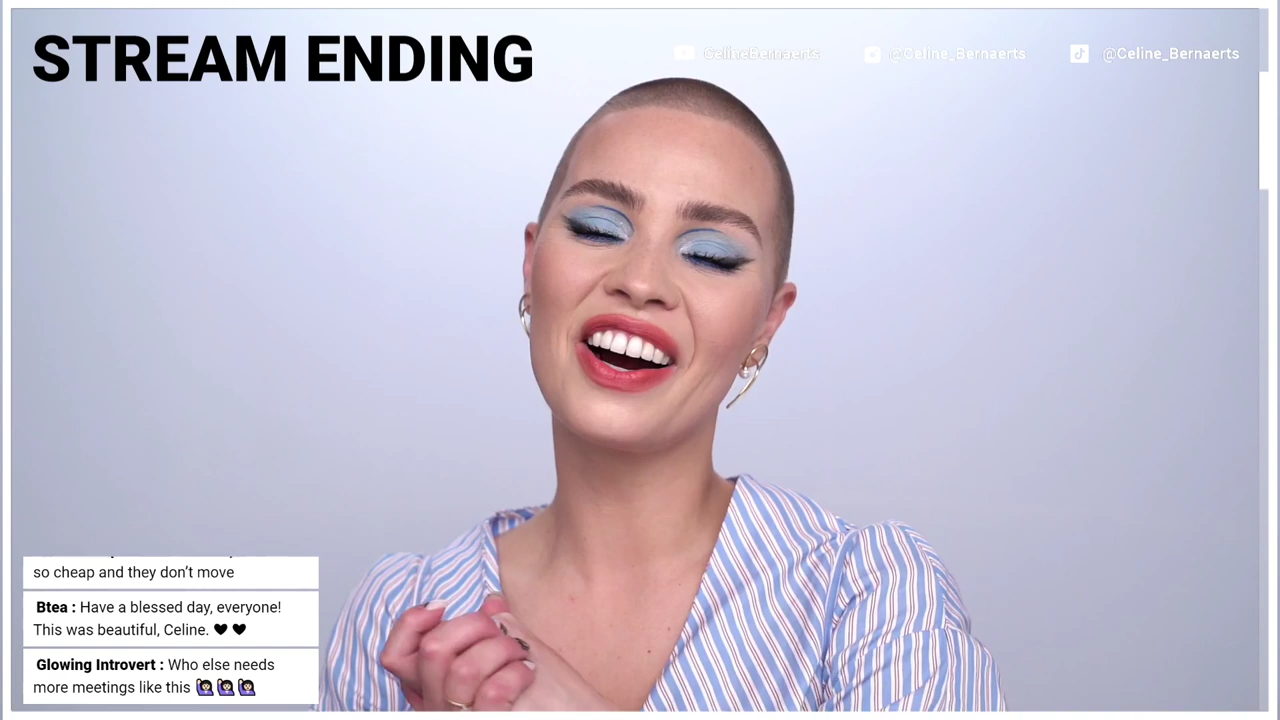 STREAM ENDING
CelineBernaerts @Celine_Bernaerts @Celine_Bernaerts
so cheap and they don’t move
Btea : Have a blessed day, everyone!
This was beautiful, Celine. 🖤 🖤
Glowing Introvert : Who else needs
more meetings like this 🙋🏻‍♀️🙋🏻‍♀️🙋🏻‍♀️